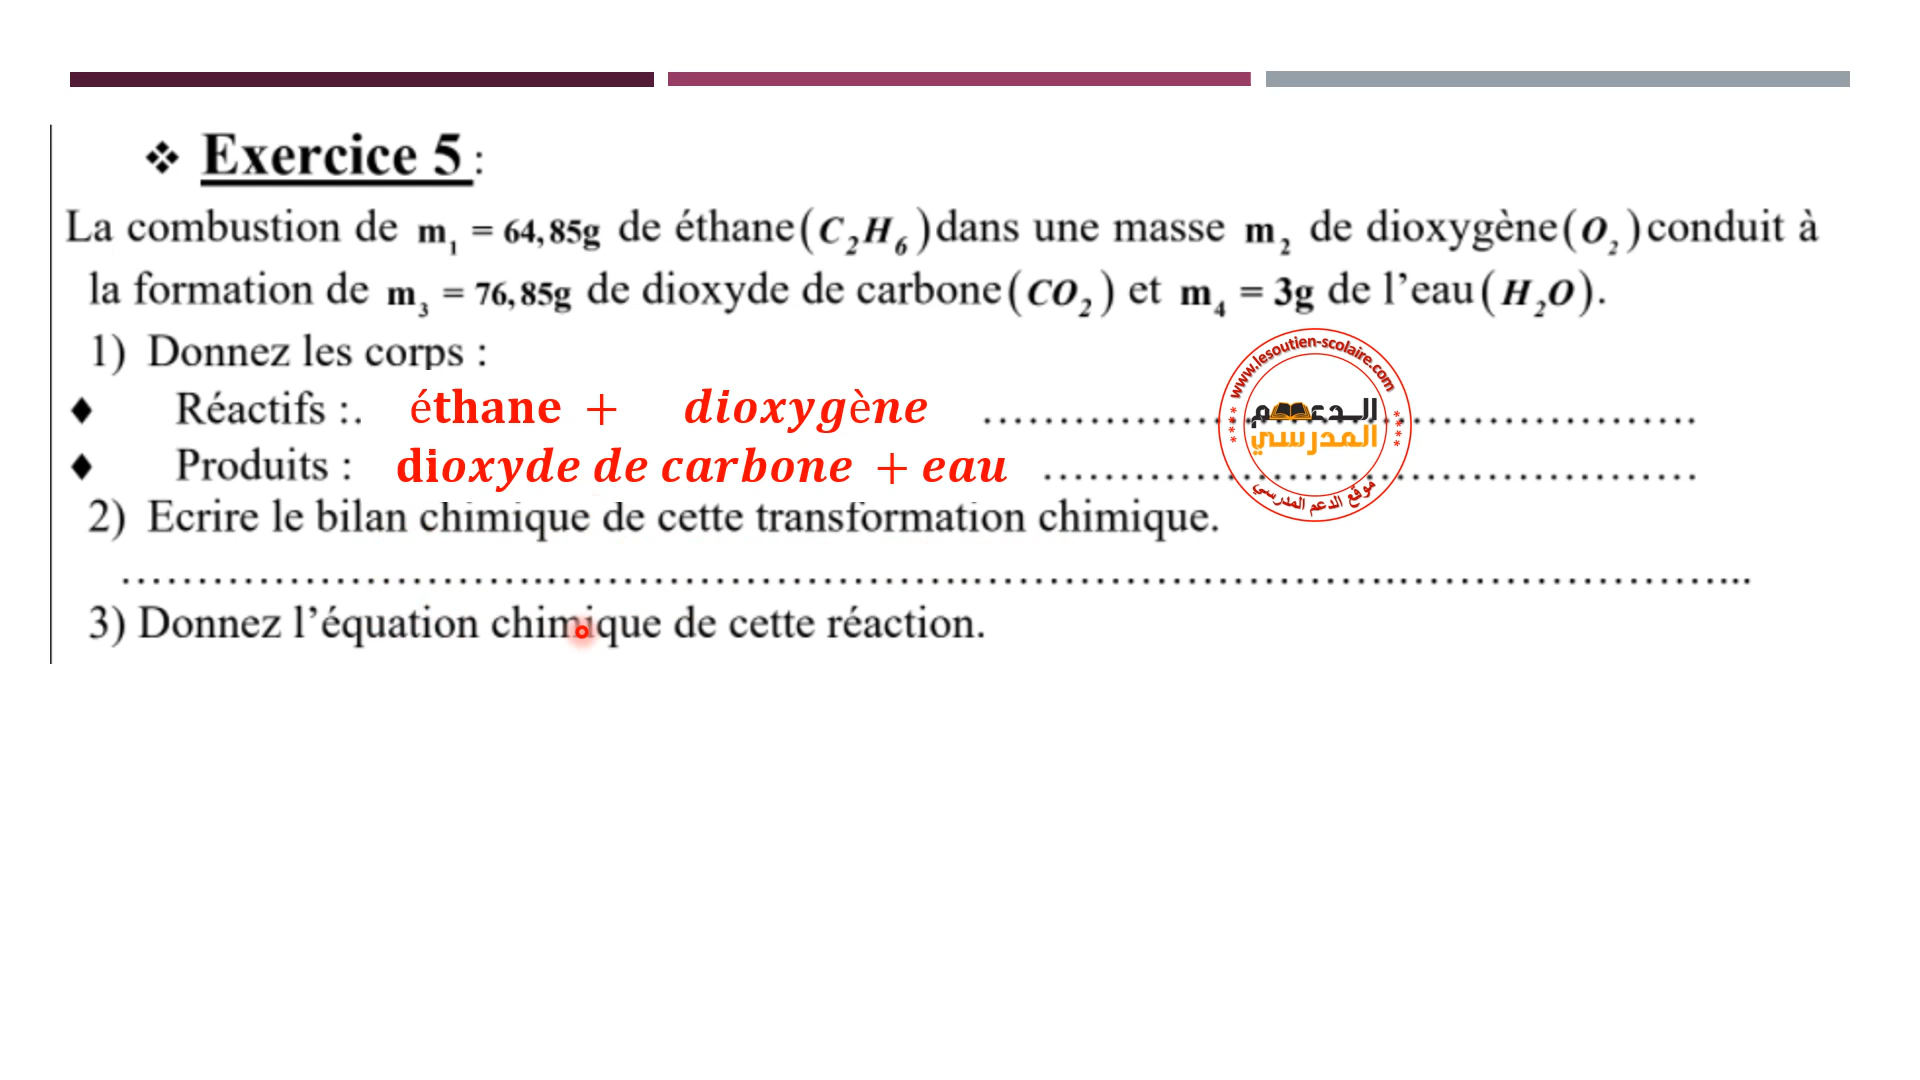 ❖ Exercice 5 :
La combustion de m₁ = 64,85g de éthane(C₂H₆)dans une masse m₂ de dioxygène(O₂)conduit à
la formation de m₃ = 76,85g de dioxyde de carbone(CO₂) et m₄ = 3g de l’eau(H₂O).
1) Donnez les corps :
♦ Réactifs :. éthane + dioxygène ................................................
♦ Produits : dioxyde de carbone + eau ............................................
2) Ecrire le bilan chimique de cette transformation chimique.
..............................................................................................................
3) Donnez l’équation chimique de cette réaction.
**** www.lesoutien-scolaire.com ****
الدعم
المدرسي
موقع الدعم المدرسي